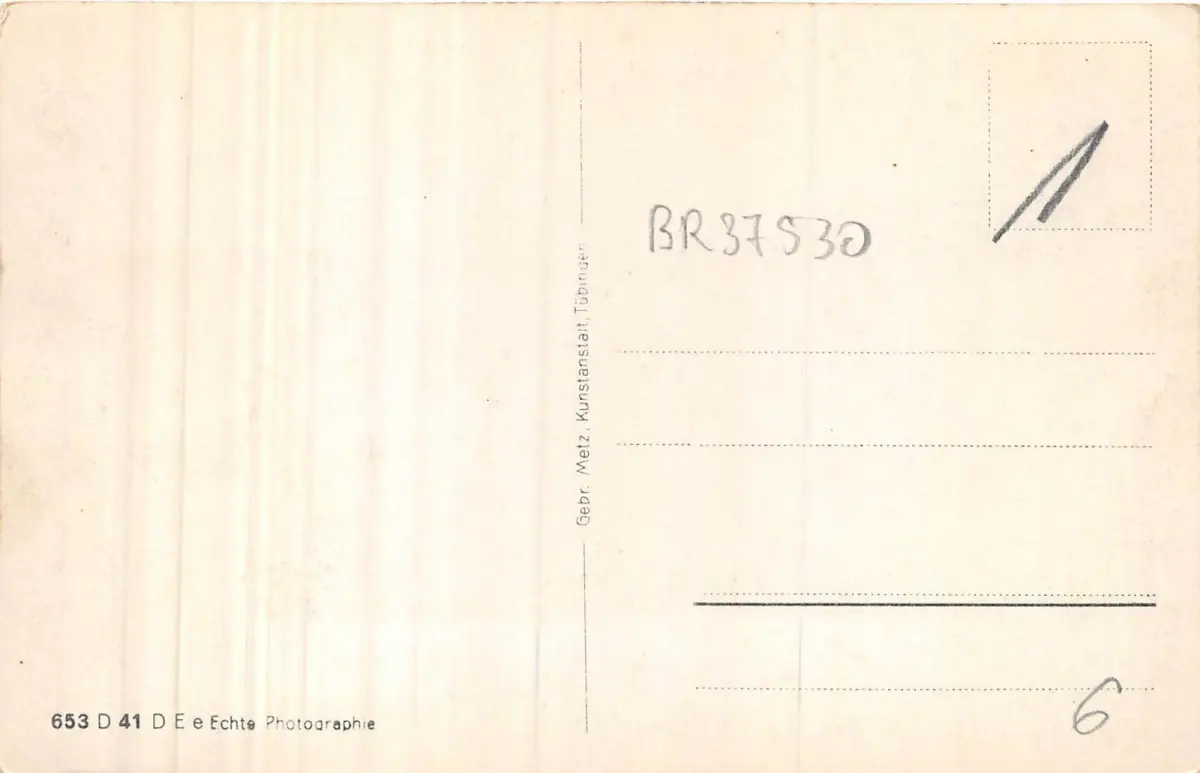 1
BR37530
Gebr. Metz, Kunstanstalt, Tübingen
653 D 41 D E e Echte Photographie
6